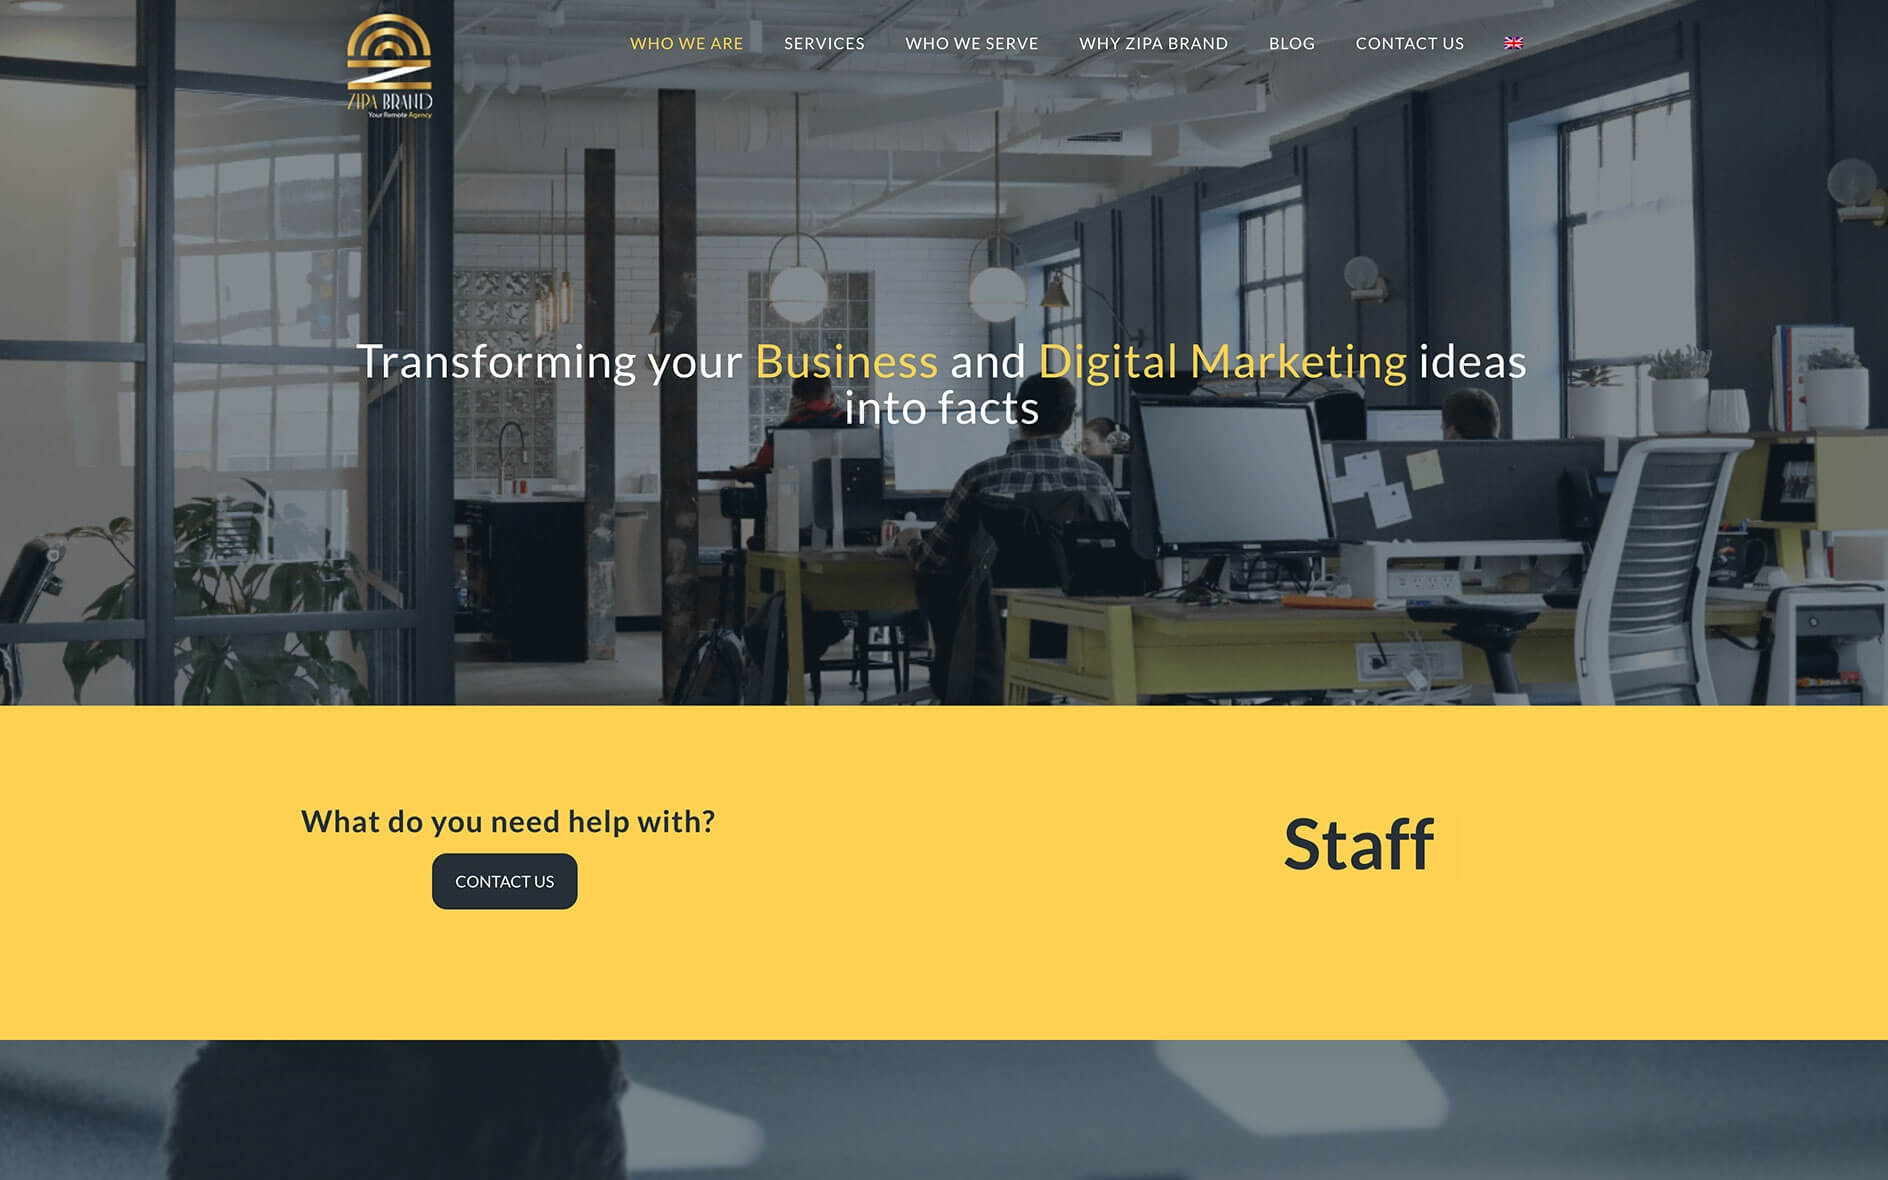 ZIPA BRAND
Your Remote Agency
WHO WE ARE SERVICES WHO WE SERVE WHY ZIPA BRAND BLOG CONTACT US
Transforming your Business and Digital Marketing ideas
into facts
What do you need help with?
CONTACT US
Staff